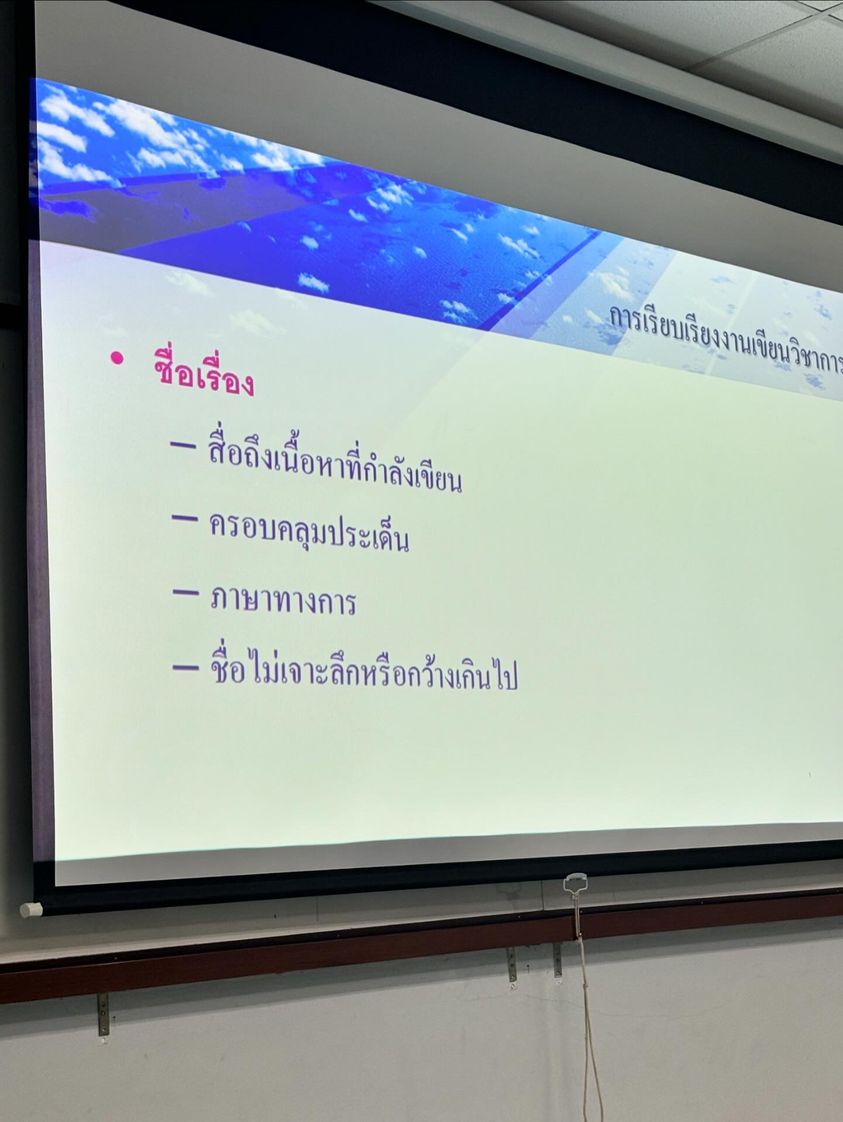 การเรียบเรียงงานเขียนวิชาการ
• ชื่อเรื่อง
– สื่อถึงเนื้อหาที่กำลังเขียน
– ครอบคลุมประเด็น
– ภาษาทางการ
– ชื่อไม่เจาะลึกหรือกว้างเกินไป